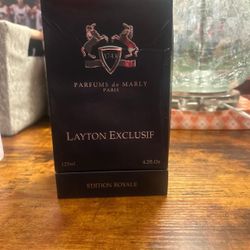 PARFUMS de MARLY
PARIS
LAYTON EXCLUSIF
125ml 4.2fl.Oz
EDITION ROYALE